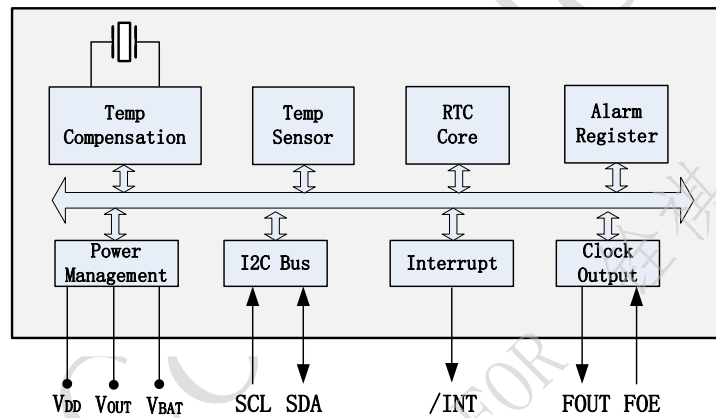 Temp
Compensation
Temp
Sensor
RTC
Core
Alarm
Register
Power
Management
I2C Bus
Interrupt
Clock
Output
VDD VOUT VBAT SCL SDA /INT FOUT FOE
FOR